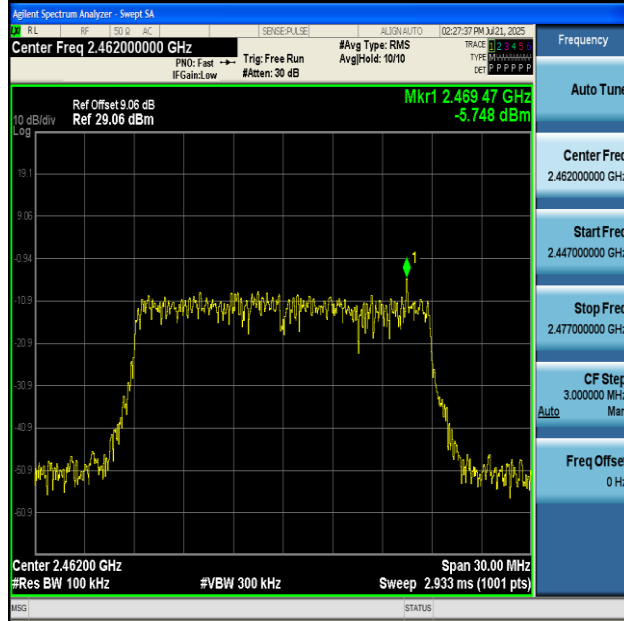 Agilent Spectrum Analyzer - Swept SA
RL RF 50 Ω AC SENSE:PULSE ALIGN AUTO 02:27:37 PM Jul 21, 2025
Center Freq 2.462000000 GHz
#Avg Type: RMS
TRACE 1 2 3 4 5 6
PNO: Fast
Trig: Free Run
Avg|Hold: 10/10
TYPE M
IFGain:Low
#Atten: 30 dB
DET P P P P P P
Mkr1 2.469 47 GHz
-5.748 dBm
Ref Offset 9.06 dB
10 dB/div
Ref 29.06 dBm
Log
19.1
9.06
-0.94
-10.9
-20.9
-30.9
-40.9
-50.9
-60.9
1
Center 2.46200 GHz
Span 30.00 MHz
#Res BW 100 kHz
#VBW 300 kHz
Sweep 2.933 ms (1001 pts)
MSG
STATUS
Frequency
Auto Tune
Center Freq
2.462000000 GHz
Start Freq
2.447000000 GHz
Stop Freq
2.477000000 GHz
CF Step
3.000000 MHz
Auto Man
Freq Offset
0 Hz